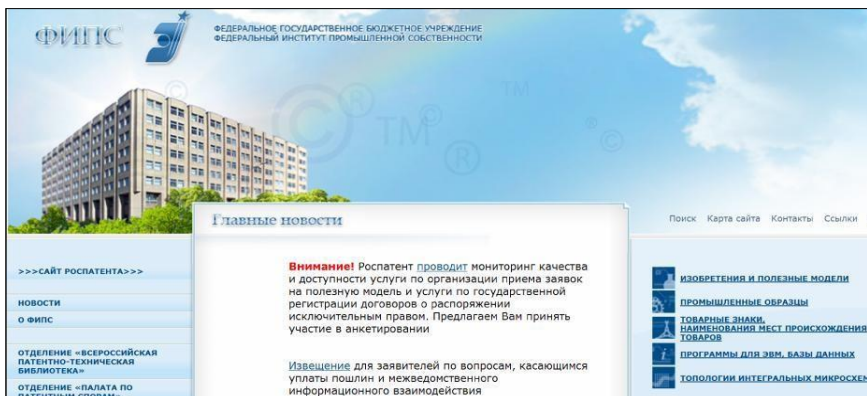 ФИПС
ФЕДЕРАЛЬНОЕ ГОСУДАРСТВЕННОЕ БЮДЖЕТНОЕ УЧРЕЖДЕНИЕ
ФЕДЕРАЛЬНЫЙ ИНСТИТУТ ПРОМЫШЛЕННОЙ СОБСТВЕННОСТИ
© ® TM © TM ® © ®
Поиск Карта сайта Контакты Ссылки
>>>САЙТ РОСПАТЕНТА>>>
НОВОСТИ
О ФИПС
ОТДЕЛЕНИЕ «ВСЕРОССИЙСКАЯ
ПАТЕНТНО-ТЕХНИЧЕСКАЯ
БИБЛИОТЕКА»
ОТДЕЛЕНИЕ «ПАЛАТА ПО
ПАТЕНТНЫМ СПОРАМ»
Главные новости
Внимание! Роспатент проводит мониторинг качества
и доступности услуги по организации приема заявок
на полезную модель и услуги по государственной
регистрации договоров о распоряжении
исключительным правом. Предлагаем Вам принять
участие в анкетировании
Извещение для заявителей по вопросам, касающимся
уплаты пошлин и межведомственного
информационного взаимодействия
ИЗОБРЕТЕНИЯ И ПОЛЕЗНЫЕ МОДЕЛИ
ПРОМЫШЛЕННЫЕ ОБРАЗЦЫ
ТОВАРНЫЕ ЗНАКИ,
НАИМЕНОВАНИЯ МЕСТ ПРОИСХОЖДЕНИЯ
ТОВАРОВ
ПРОГРАММЫ ДЛЯ ЭВМ, БАЗЫ ДАННЫХ
ТОПОЛОГИИ ИНТЕГРАЛЬНЫХ МИКРОСХЕМ